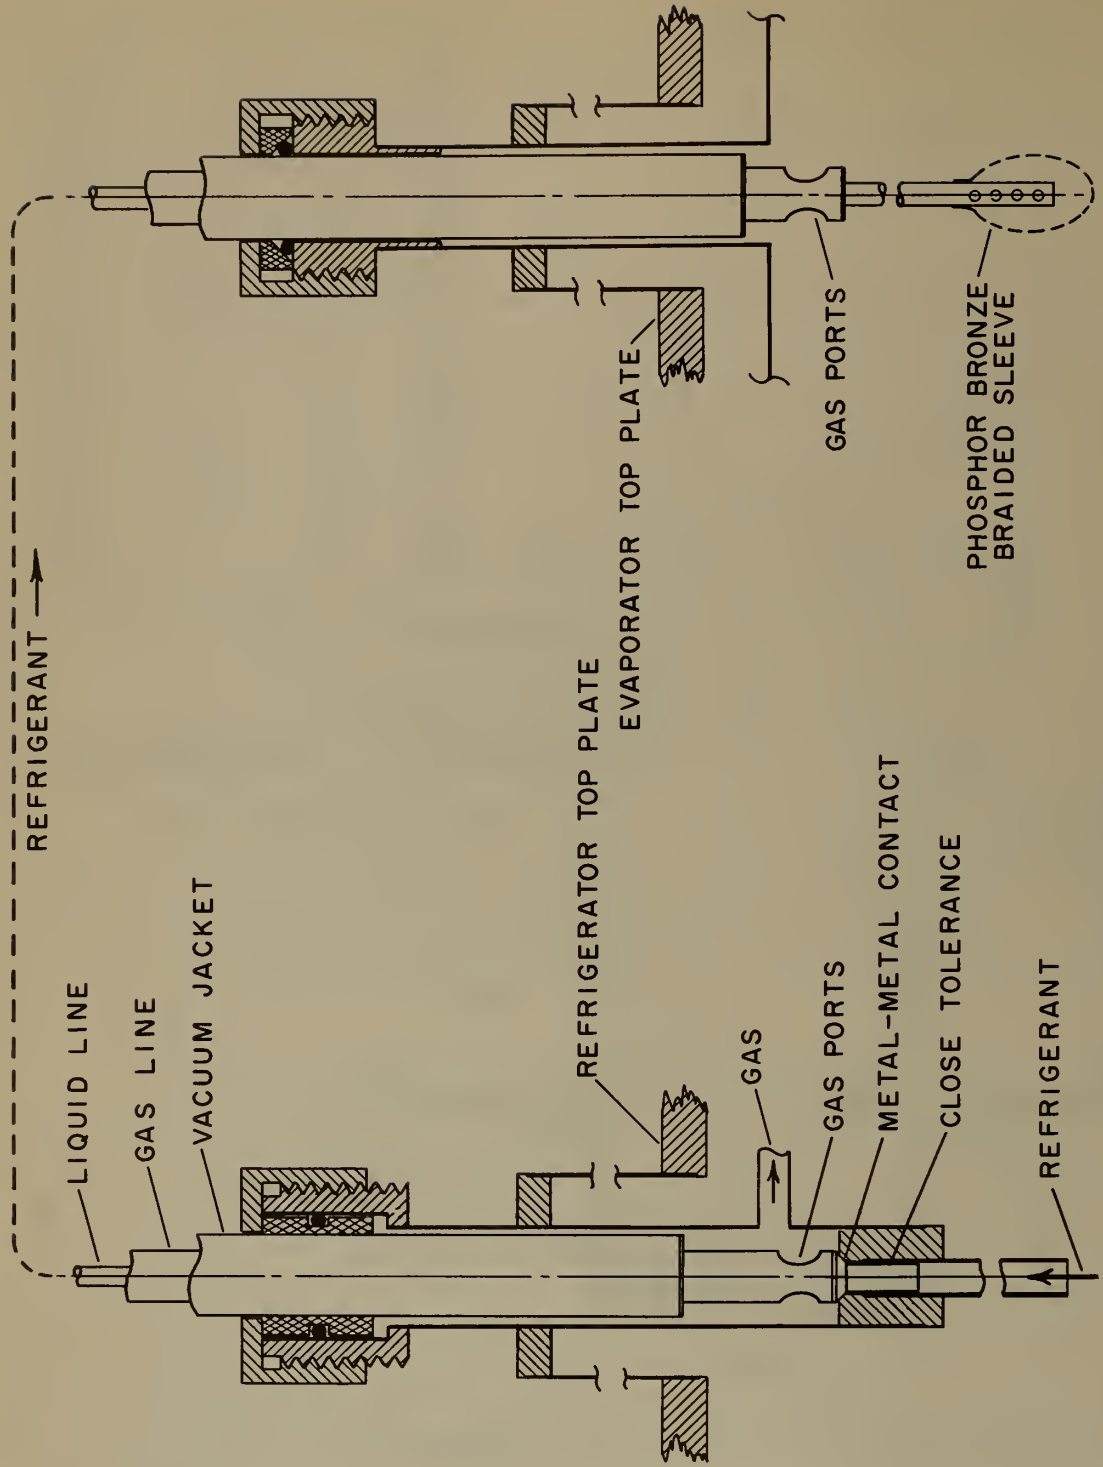 REFRIGERANT
LIQUID LINE
GAS LINE
VACUUM JACKET
REFRIGERATOR TOP PLATE
EVAPORATOR TOP PLATE
GAS
GAS PORTS
METAL-METAL CONTACT
CLOSE TOLERANCE
REFRIGERANT
GAS PORTS
PHOSPHOR BRONZE
BRAIDED SLEEVE